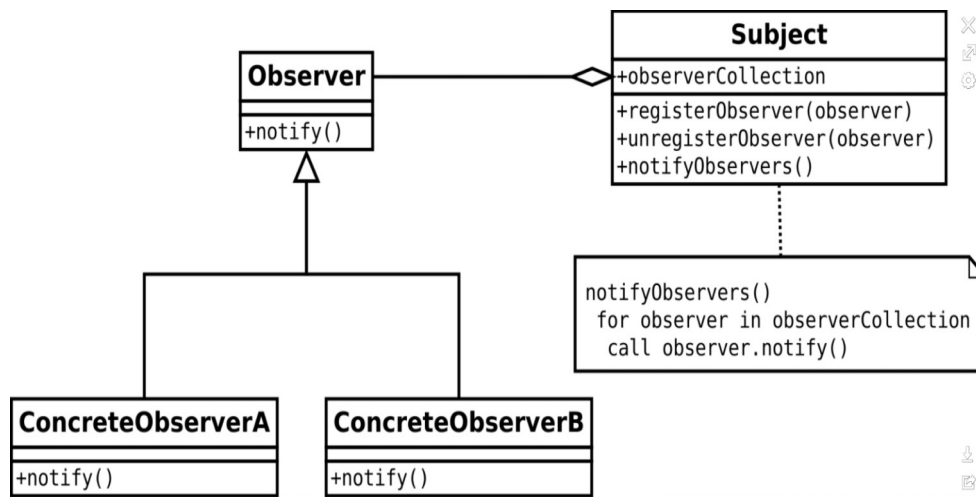 Observer
+notify()
Subject
+observerCollection
+registerObserver(observer)
+unregisterObserver(observer)
+notifyObservers()
notifyObservers()
for observer in observerCollection
call observer.notify()
ConcreteObserverA
+notify()
ConcreteObserverB
+notify()